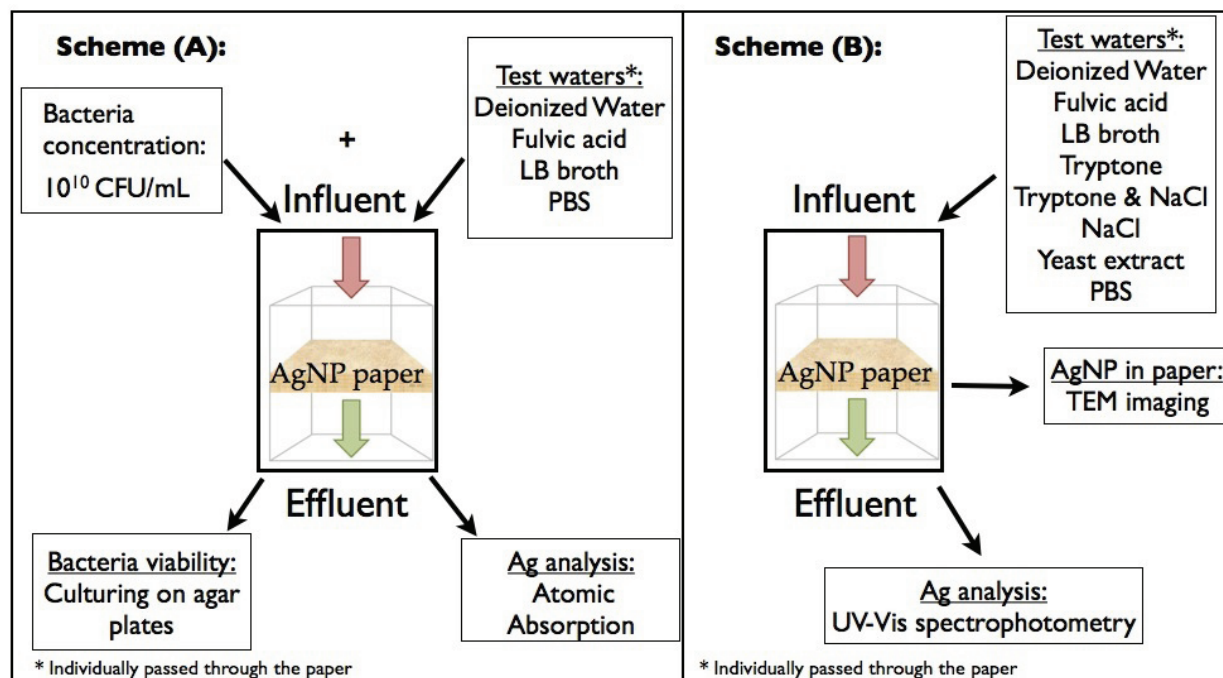 Scheme (A):
Bacteria
concentration:
10¹⁰ CFU/mL
+
Test waters*:
Deionized Water
Fulvic acid
LB broth
PBS
Influent
AgNP paper
Effluent
Bacteria viability:
Culturing on agar
plates
Ag analysis:
Atomic
Absorption
* Individually passed through the paper
Scheme (B):
Test waters*:
Deionized Water
Fulvic acid
LB broth
Tryptone
Tryptone & NaCl
NaCl
Yeast extract
PBS
Influent
AgNP paper
AgNP in paper:
TEM imaging
Effluent
Ag analysis:
UV-Vis spectrophotometry
* Individually passed through the paper